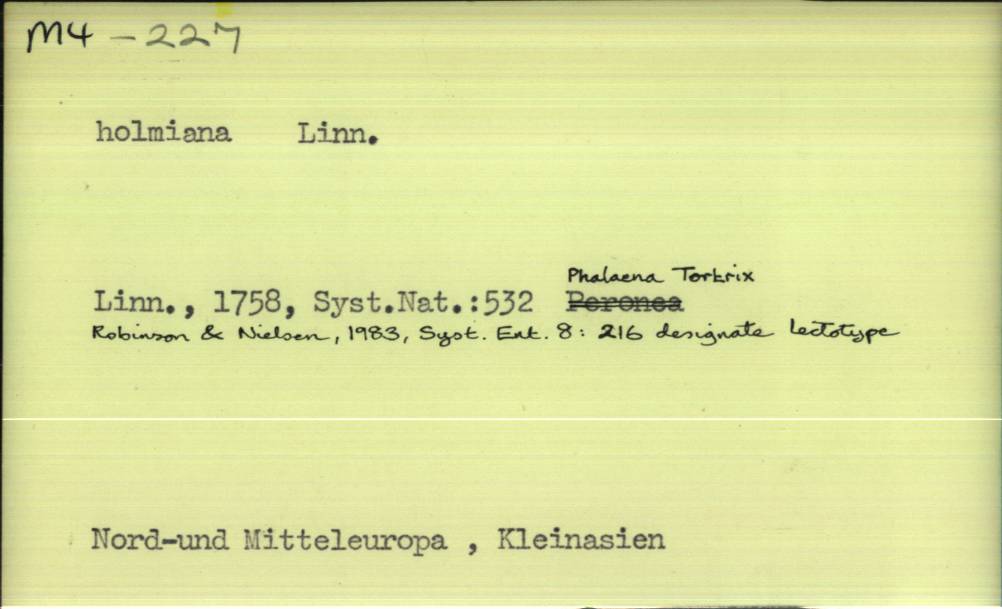 M4 - 227
holmiana Linn.
Phalaena Tortrix
Linn., 1758, Syst.Nat.:532 Peronea
Robinson & Nielsen, 1983, Syst. Ent. 8: 216 designate lectotype
Nord-und Mitteleuropa , Kleinasien